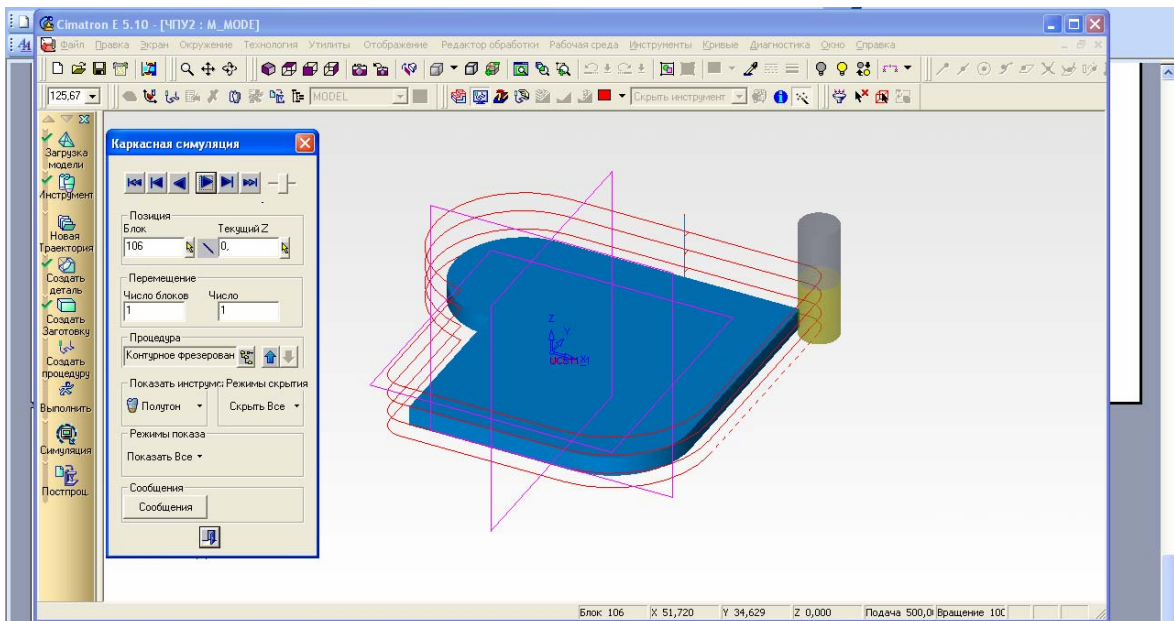 Cimatron E 5.10 - [ЧПУ2 : M_MODE]
Файл Правка Экран Окружение Технология Утилиты Отображение Редактор обработки Рабочая среда Инструменты Кривые Диагностика Окно Справка
125,67 MODEL Скрыть инструмент
Загрузка
модели
Инструмент
Новая
Траектория
Создать
деталь
Создать
Заготовку
Создать
процедуру
Выполнить
Симуляция
Постпроц.
Каркасная симуляция
Позиция
Блок Текущий Z
106 0,
Перемещение
Число блоков Число
1 1
Процедура
Контурное фрезерован
Показать инструме Режимы скрытия
Полутон Скрыть Все
Режимы показа
Показать Все
Сообщения
Сообщения
Z
Y
X
Блок 106 X 51,720 Y 34,629 Z 0,000 Подача 500,0 Вращение 100